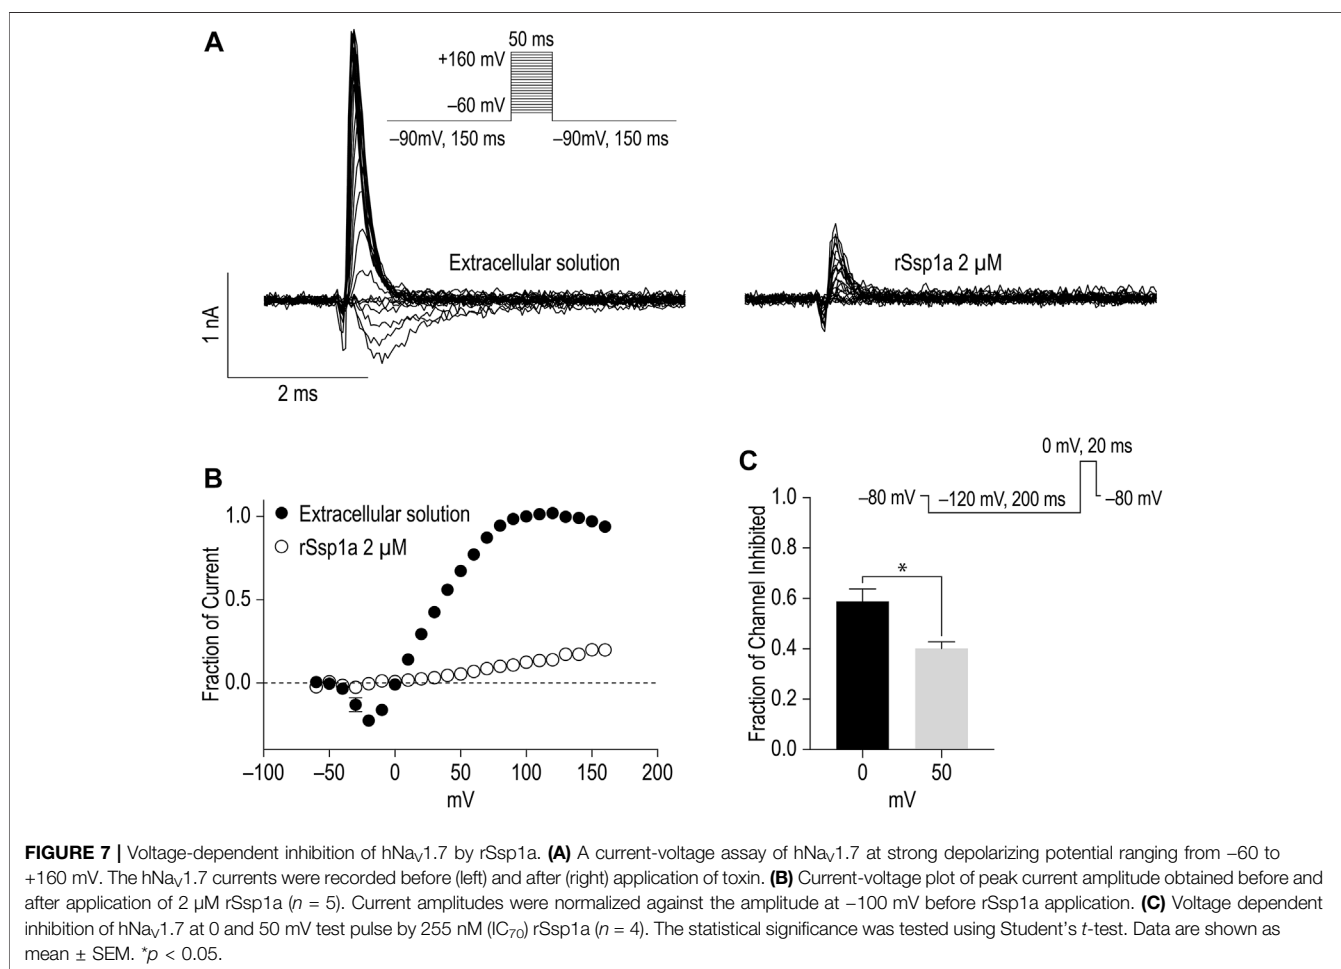 A
50 ms
+160 mV
–60 mV
–90mV, 150 ms
–90mV, 150 ms
Extracellular solution
rSsp1a 2 µM
1 nA
2 ms
B
Extracellular solution
rSsp1a 2 µM
Fraction of Current
1.0
0.5
0.0
–100
–50
0
50
100
150
200
mV
C
0 mV, 20 ms
–80 mV
–120 mV, 200 ms
–80 mV
Fraction of Channel Inhibited
1.0
0.8
0.6
0.4
0.2
0.0
*
0
50
mV
FIGURE 7 | Voltage-dependent inhibition of hNaV1.7 by rSsp1a. (A) A current-voltage assay of hNaV1.7 at strong depolarizing potential ranging from –60 to
+160 mV. The hNaV1.7 currents were recorded before (left) and after (right) application of toxin. (B) Current-voltage plot of peak current amplitude obtained before and
after application of 2 µM rSsp1a (n = 5). Current amplitudes were normalized against the amplitude at –100 mV before rSsp1a application. (C) Voltage dependent
inhibition of hNaV1.7 at 0 and 50 mV test pulse by 255 nM (IC70) rSsp1a (n = 4). The statistical significance was tested using Student's t-test. Data are shown as
mean ± SEM. *p < 0.05.